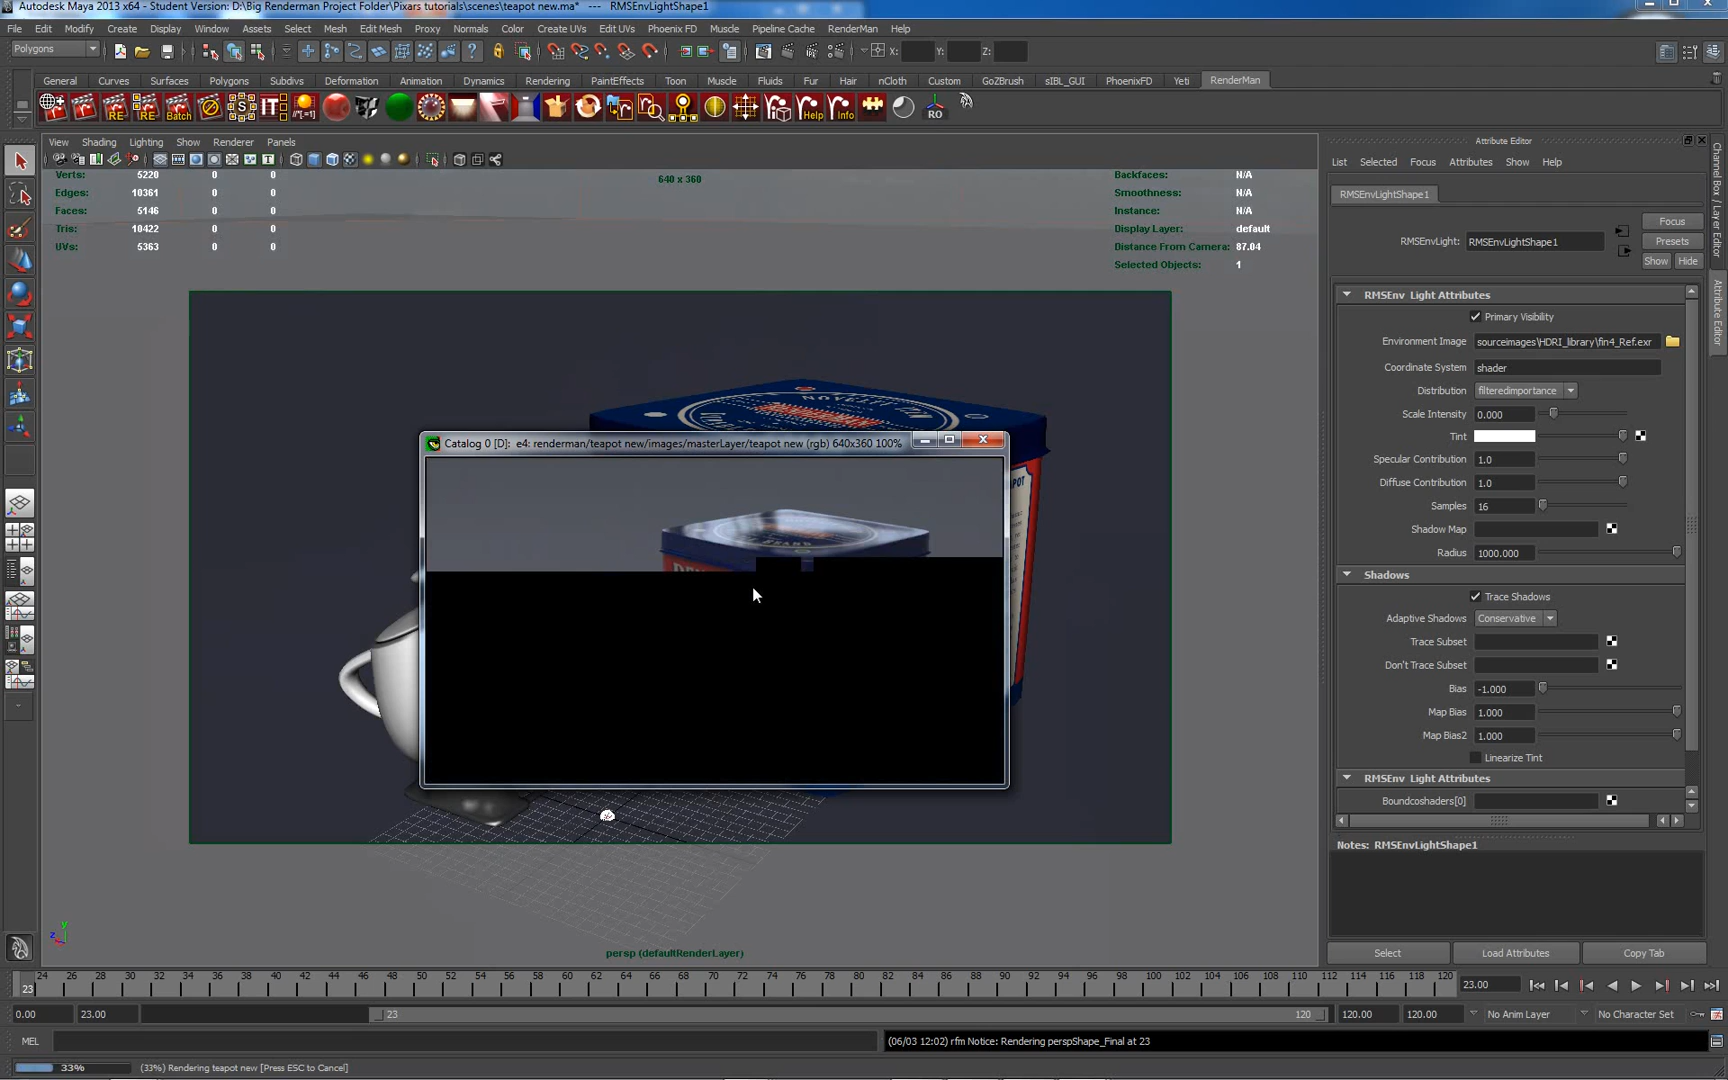 Autodesk Maya 2013 x64 - Student Version: D:\Big Renderman Project Folder\Pixars tutorials\scenes\teapot new.ma* --- RMSEnvLightShape1
File Edit Modify Create Display Window Assets Select Mesh Edit Mesh Proxy Normals Color Create UVs Edit UVs Phoenix FD Muscle Pipeline Cache RenderMan Help
Polygons X: Y: Z:
General Curves Surfaces Polygons Subdivs Deformation Animation Dynamics Rendering PaintEffects Toon Muscle Fluids Fur Hair nCloth Custom GoZBrush sIBL_GUI PhoenixFD Yeti RenderMan
RE RE Batch S IT Help Info RO
View Shading Lighting Show Renderer Panels
Verts: 5220 0 0
Edges: 10361 0 0
Faces: 5146 0 0
Tris: 10422 0 0
UVs: 5363 0 0
640 x 360
Backfaces: N/A
Smoothness: N/A
Instance: N/A
Display Layer: default
Distance From Camera: 87.04
Selected Objects: 1
Catalog 0 [D]: e4: renderman/teapot new/images/masterLayer/teapot new (rgb) 640x360 100%
persp (defaultRenderLayer)
Attribute Editor
List Selected Focus Attributes Show Help
RMSEnvLightShape1
Focus
RMSEnvLight: RMSEnvLightShape1
Presets
Show Hide
RMSEnv Light Attributes
Primary Visibility
Environment Image sourceimages\HDRI_library\fin4_Ref.exr
Coordinate System shader
Distribution filteredimportance
Scale Intensity 0.000
Tint
Specular Contribution 1.0
Diffuse Contribution 1.0
Samples 16
Shadow Map
Radius 1000.000
Shadows
Trace Shadows
Adaptive Shadows Conservative
Trace Subset
Don't Trace Subset
Bias -1.000
Map Bias 1.000
Map Bias2 1.000
Linearize Tint
RMSEnv Light Attributes
Boundcoshaders[0]
Notes: RMSEnvLightShape1
Select Load Attributes Copy Tab
Channel Box / Layer Editor
Attribute Editor
24 26 28 30 32 34 36 38 40 42 44 46 48 50 52 54 56 58 60 62 64 66 68 70 72 74 76 78 80 82 84 86 88 90 92 94 96 98 100 102 104 106 108 110 112 114 116 118 120
23 23.00
0.00 23.00 23 120 120.00 120.00 No Anim Layer No Character Set
MEL (06/03 12:02) rfm Notice: Rendering perspShape_Final at 23
33% (33%) Rendering teapot new [Press ESC to Cancel]